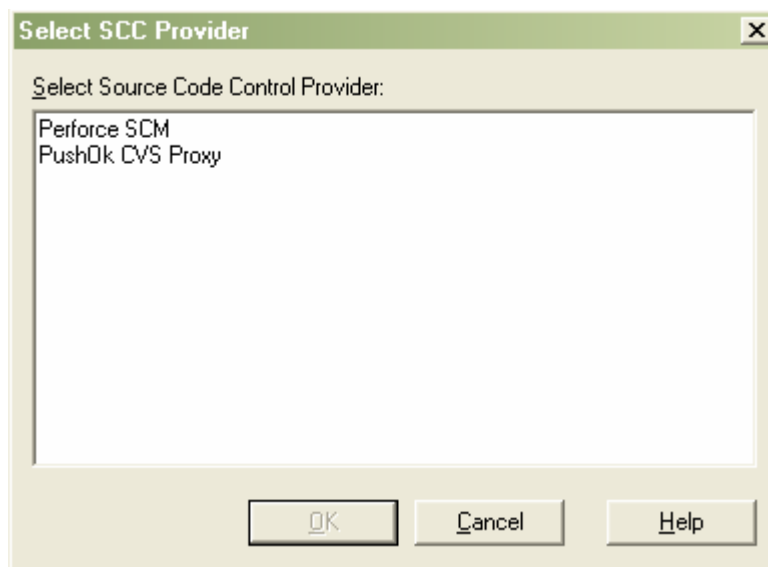 Select SCC Provider
Select Source Code Control Provider:
Perforce SCM
PushOk CVS Proxy
OK
Cancel
Help